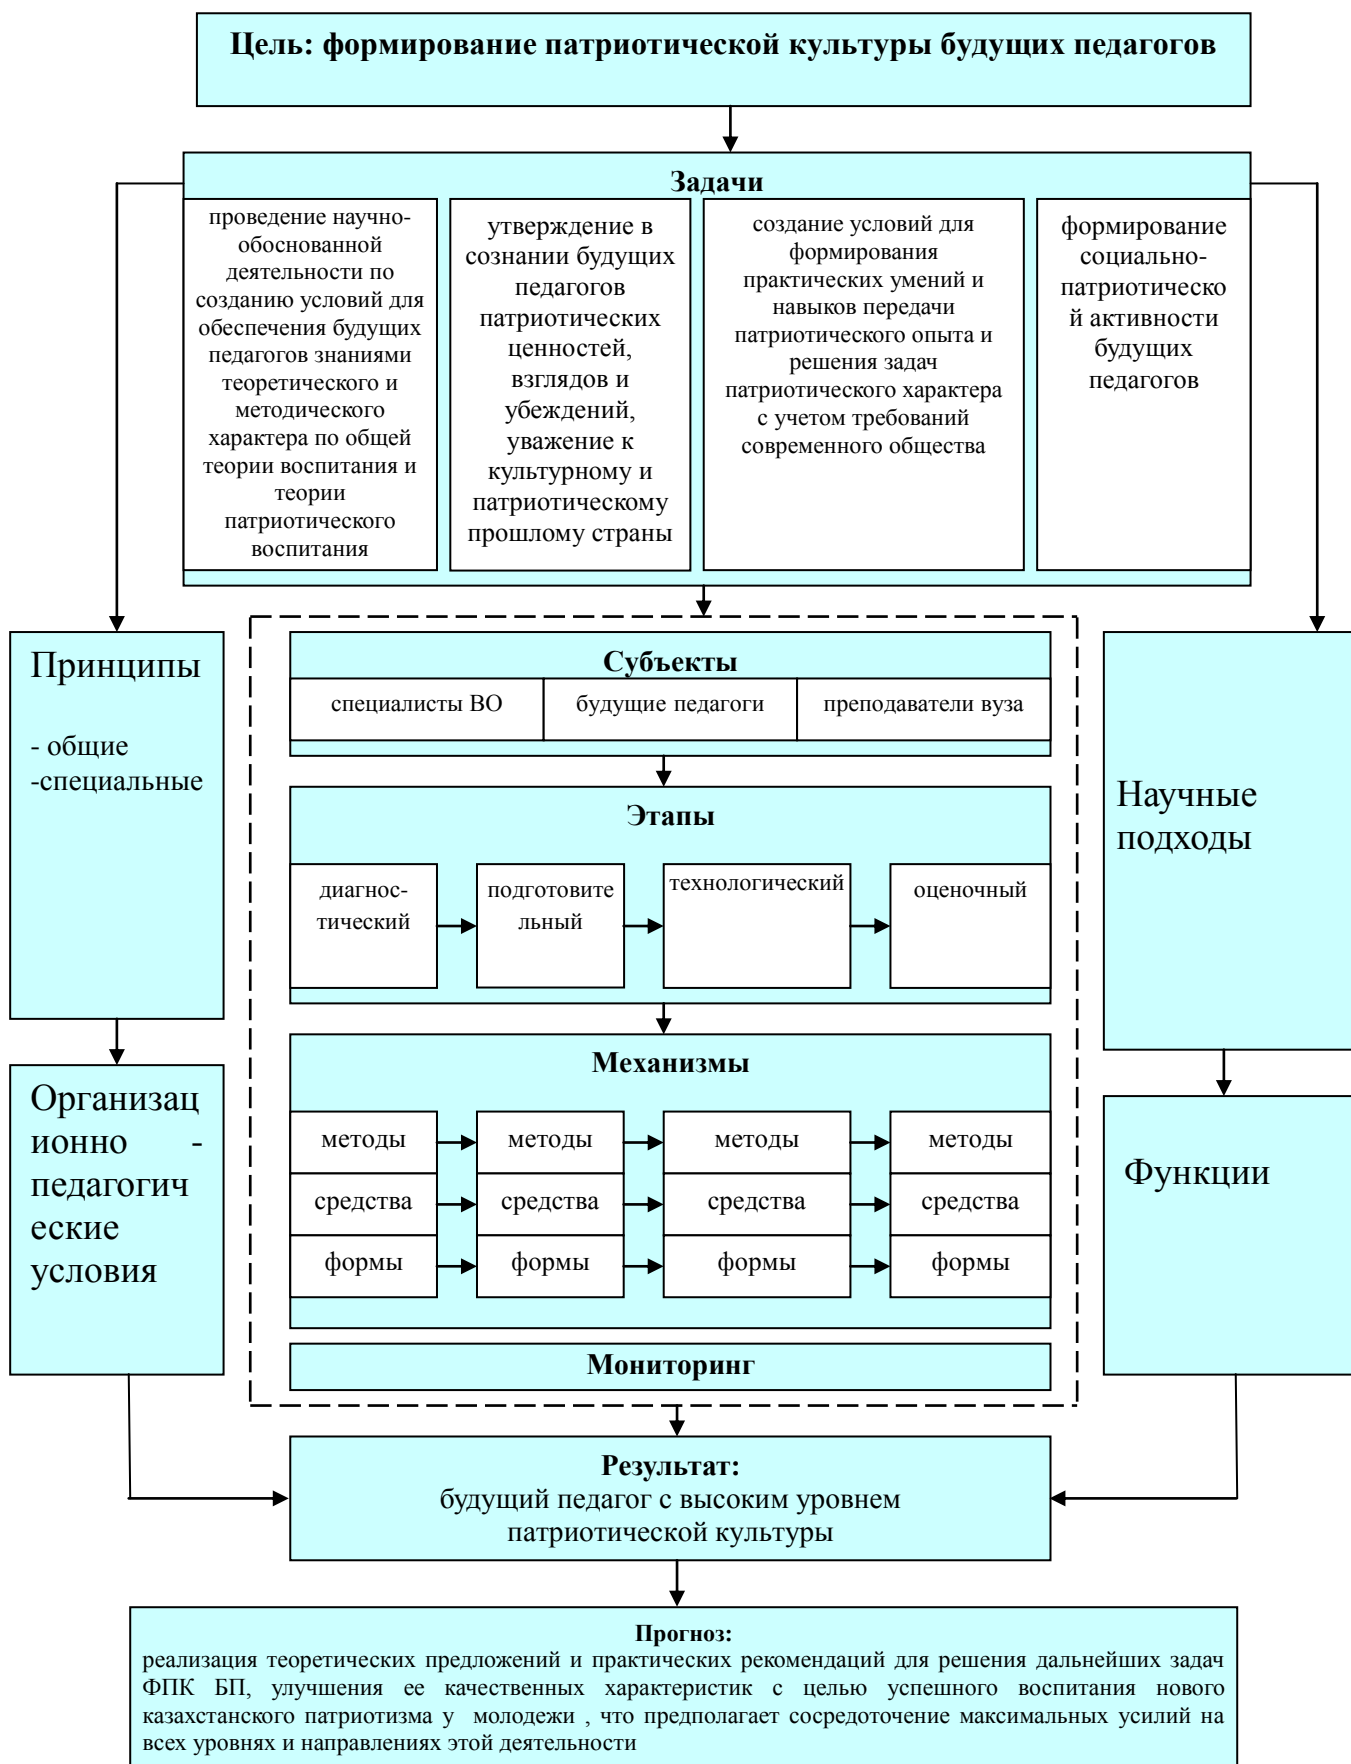 Цель: формирование патриотической культуры будущих педагогов
Задачи
проведение научно-
обоснованной
деятельности по
созданию условий для
обеспечения будущих
педагогов знаниями
теоретического и
методического
характера по общей
теории воспитания и
теории
патриотического
воспитания
утверждение в
сознании будущих
педагогов
патриотических
ценностей,
взглядов и
убеждений,
уважение к
культурному и
патриотическому
прошлому страны
создание условий для
формирования
практических умений и
навыков передачи
патриотического опыта и
решения задач
патриотического характера
с учетом требований
современного общества
формирование
социально-
патриотическо
й активности
будущих
педагогов
Принципы
- общие
-специальные
Организац
ионно -
педагогич
еские
условия
Субъекты
специалисты ВО
будущие педагоги
преподаватели вуза
Этапы
диагнос-
тический
подготовите
льный
технологический
оценочный
Механизмы
методы
методы
методы
методы
средства
средства
средства
средства
формы
формы
формы
формы
Мониторинг
Научные
подходы
Функции
Результат:
будущий педагог с высоким уровнем
патриотической культуры
Прогноз:
реализация теоретических предложений и практических рекомендаций для решения дальнейших задач
ФПК БП, улучшения ее качественных характеристик с целью успешного воспитания нового
казахстанского патриотизма у молодежи , что предполагает сосредоточение максимальных усилий на
всех уровнях и направлениях этой деятельности